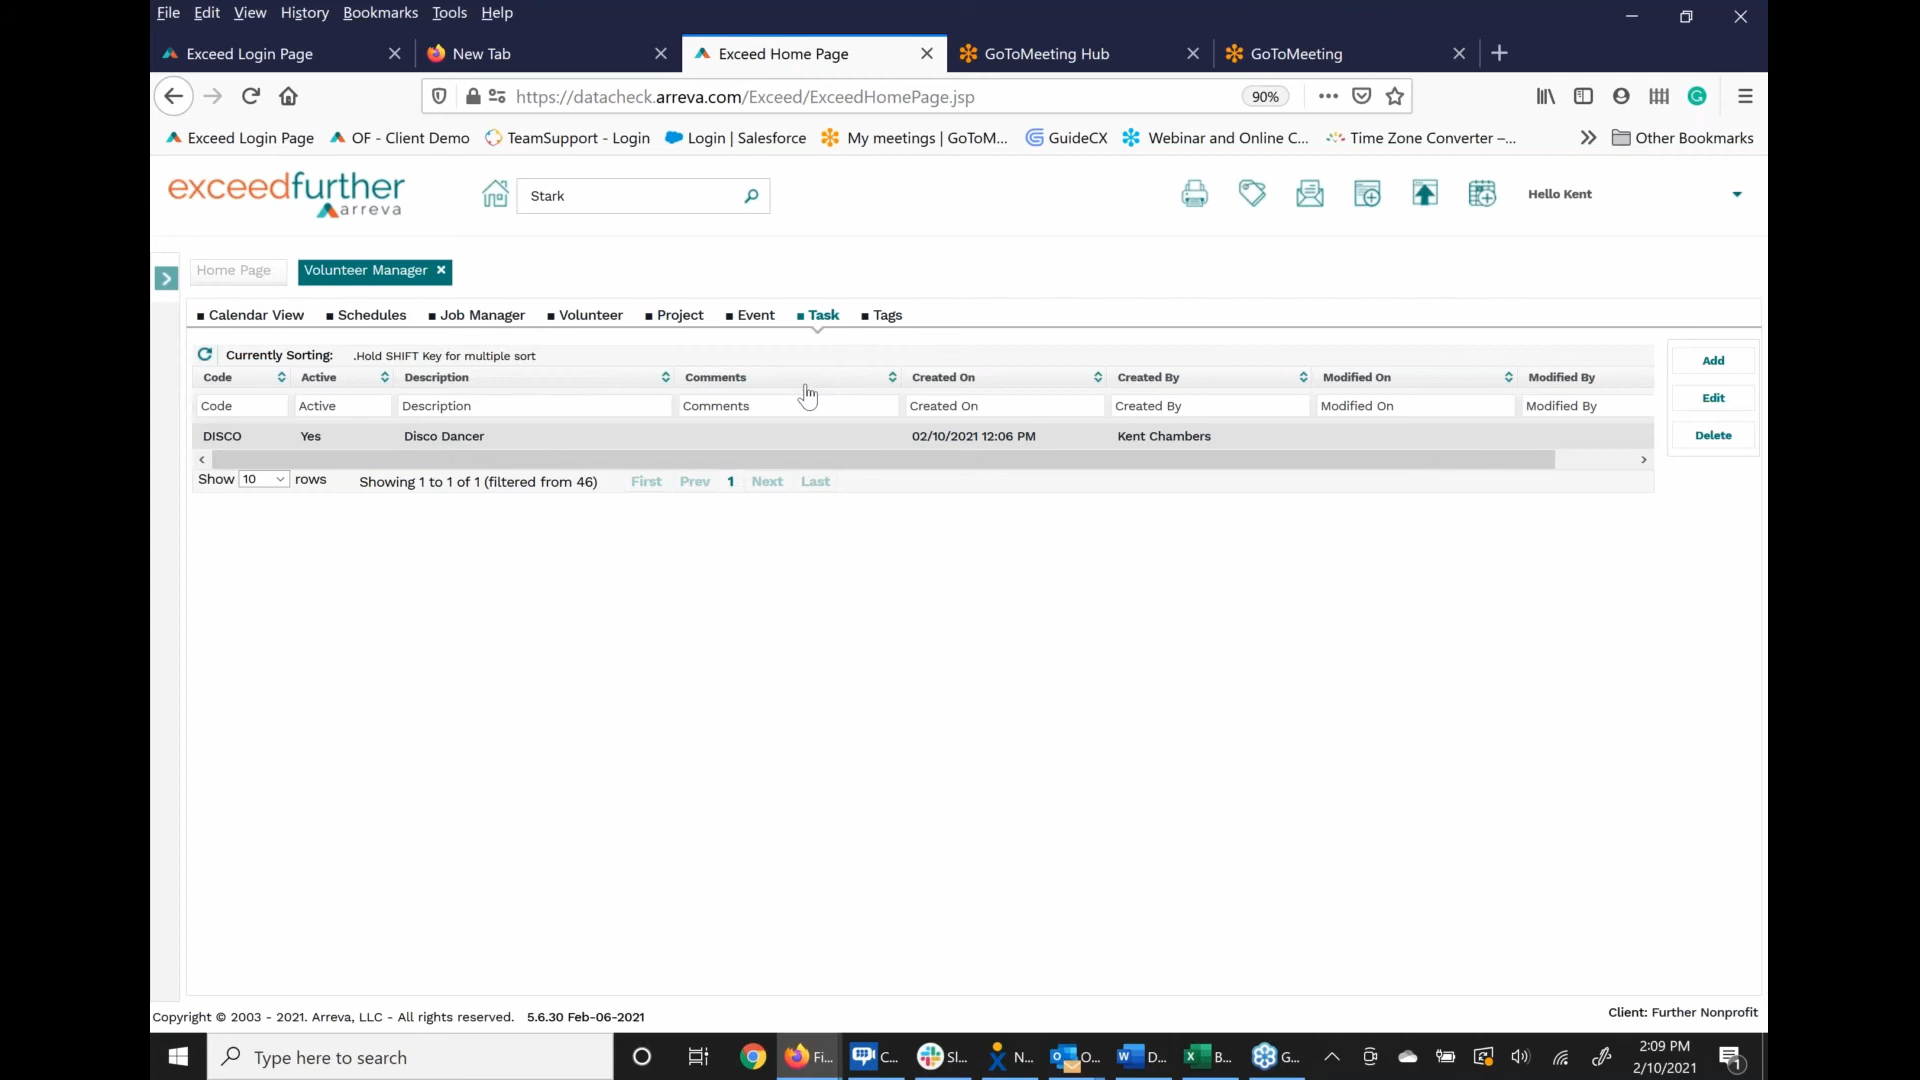 File Edit View History Bookmarks Tools Help
Exceed Login Page New Tab Exceed Home Page GoToMeeting Hub GoToMeeting
https://datacheck.arreva.com/Exceed/ExceedHomePage.jsp 90%
Exceed Login Page OF - Client Demo TeamSupport - Login Login | Salesforce My meetings | GoToM... GuideCX Webinar and Online C... Time Zone Converter –... Other Bookmarks
exceedfurther
arreva
Stark
Hello Kent
Home Page Volunteer Manager
Calendar View Schedules Job Manager Volunteer Project Event Task Tags
Currently Sorting: .Hold SHIFT Key for multiple sort
Add
Code Active Description Comments Created On Created By Modified On Modified By
Code Active Description Comments Created On Created By Modified On Modified By
Edit
DISCO Yes Disco Dancer 02/10/2021 12:06 PM Kent Chambers
Delete
Show 10 rows Showing 1 to 1 of 1 (filtered from 46) First Prev 1 Next Last
Copyright © 2003 - 2021. Arreva, LLC - All rights reserved. 5.6.30 Feb-06-2021
Client: Further Nonprofit
Type here to search
Fi... C... Sl... N... O... D... B... G...
2:09 PM
2/10/2021
1